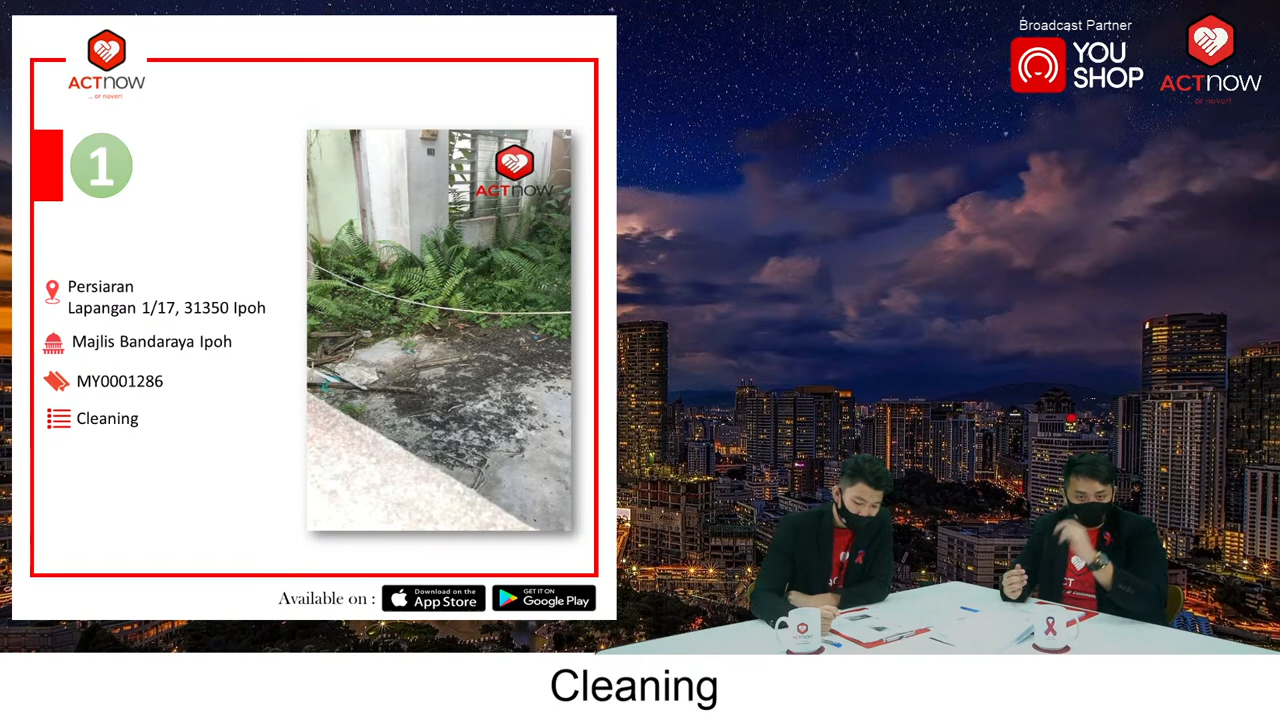 ACTNOW
... or never!
1
ACTNOW
Persiaran
Lapangan 1/17, 31350 Ipoh
Majlis Bandaraya Ipoh
MY0001286
Cleaning
Available on :
Download on the
App Store
GET IT ON
Google Play
Broadcast Partner
YOU
SHOP
ACTNOW
... or never!
Cleaning